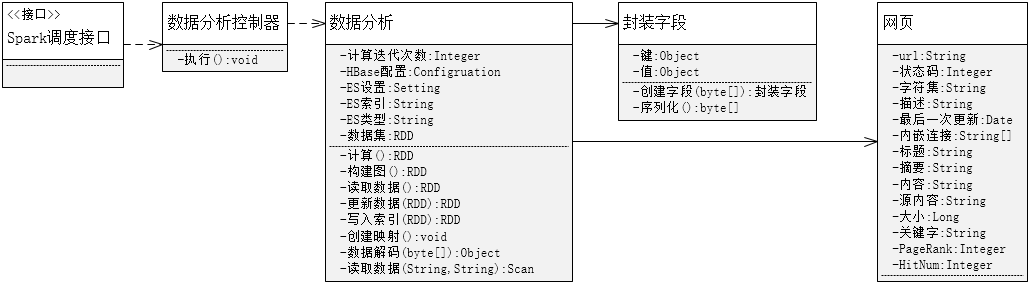 <<接口>>
Spark调度接口
数据分析控制器
-执行():void
数据分析
-计算迭代次数:Integer
-HBase配置:Configruation
-ES设置:Setting
-ES索引:String
-ES类型:String
-数据集:RDD
-计算():RDD
-构建图():RDD
-读取数据():RDD
-更新数据(RDD):RDD
-写入索引(RDD):RDD
-创建映射():void
-数据解码(byte[]):Object
-读取数据(String,String):Scan
封装字段
-键:Object
-值:Object
-创建字段(byte[]):封装字段
-序列化():byte[]
网页
-url:String
-状态码:Integer
-字符集:String
-描述:String
-最后一次更新:Date
-内嵌连接:String[]
-标题:String
-摘要:String
-内容:String
-源内容:String
-大小:Long
-关键字:String
-PageRank:Integer
-HitNum:Integer